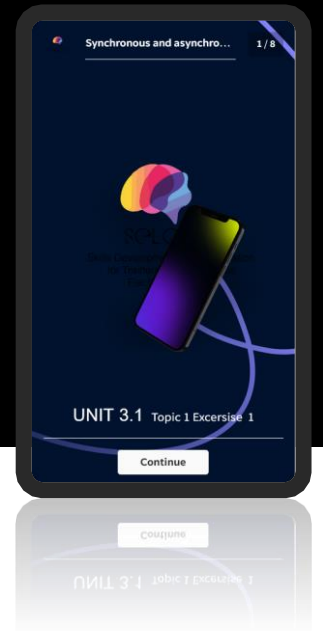 Synchronous and asynchro...
1 / 8
UNIT 3.1 Topic 1 Excersise 1
Continue